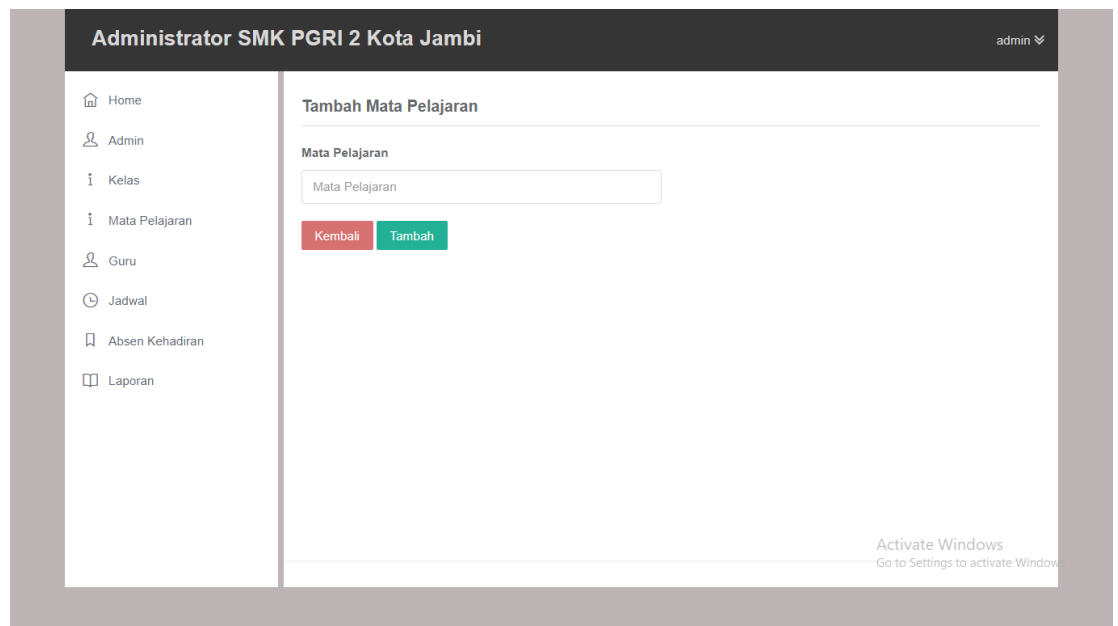 Administrator SMK PGRI 2 Kota Jambi
admin
Home
Admin
Kelas
Mata Pelajaran
Guru
Jadwal
Absen Kehadiran
Laporan
Tambah Mata Pelajaran
Mata Pelajaran
Mata Pelajaran
Kembali Tambah
Activate Windows
Go to Settings to activate Windows